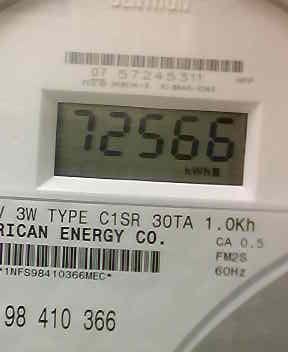 07 57245311
72566
kWh
V 3W TYPE C1SR 30TA 1.0Kh
RICAN ENERGY CO.
CA 0.5
FM2S
60Hz
*1NFS98410366MEC*
98 410 366